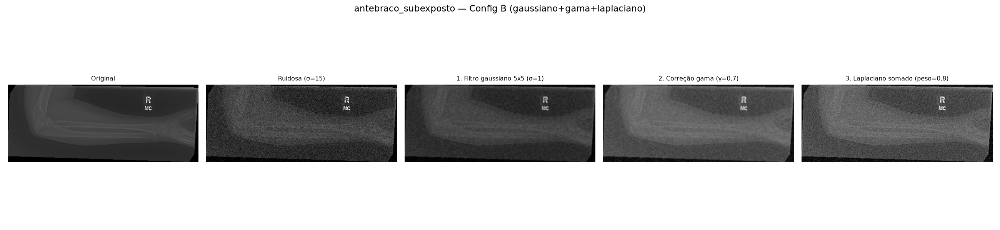 antebraco_subexposto — Config B (gaussiano+gama+laplaciano)
Original
Ruidosa (σ=15)
1. Filtro gaussiano 5x5 (σ=1)
2. Correção gama (γ=0.7)
3. Laplaciano somado (peso=0.8)
R
MC
R
MC
R
MC
R
MC
R
MC